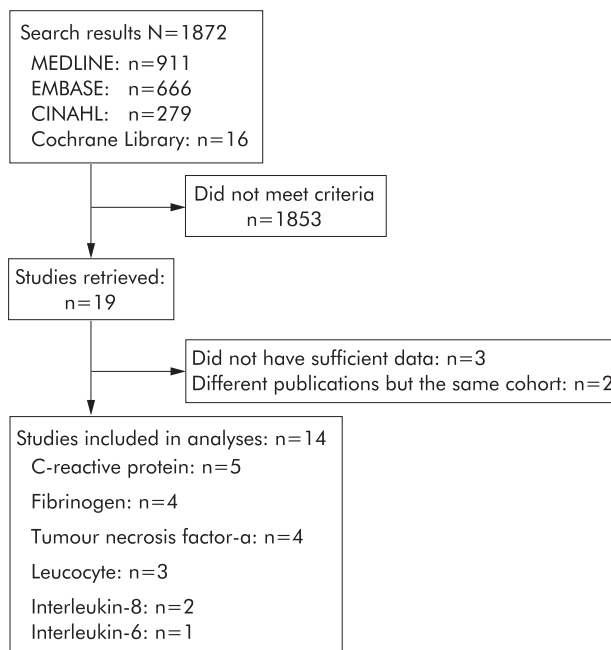 Search results N=1872
MEDLINE: n=911
EMBASE: n=666
CINAHL: n=279
Cochrane Library: n=16
Did not meet criteria
n=1853
Studies retrieved:
n=19
Did not have sufficient data: n=3
Different publications but the same cohort: n=2
Studies included in analyses: n=14
C-reactive protein: n=5
Fibrinogen: n=4
Tumour necrosis factor-a: n=4
Leucocyte: n=3
Interleukin-8: n=2
Interleukin-6: n=1